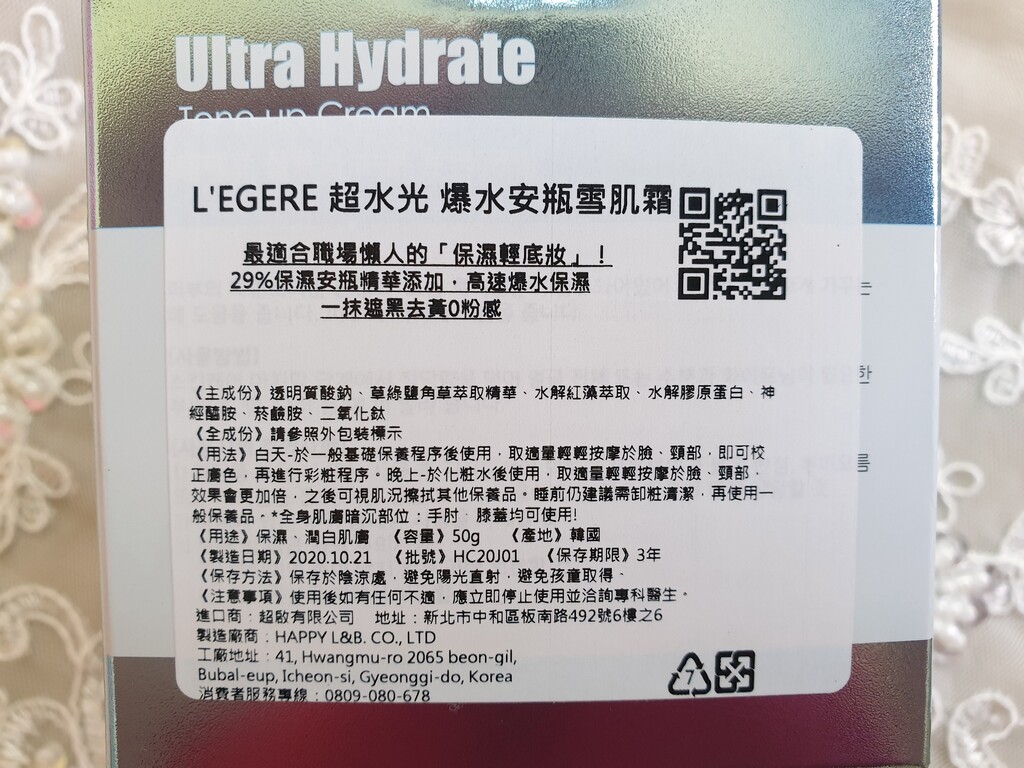 Ultra Hydrate
Tone up Cream
L'EGERE 超水光 爆水安瓶雪肌霜
最適合職場懶人的「保濕輕底妝」!
29%保濕安瓶精華添加，高速爆水保濕
一抹遮黑去黃0粉感
《主成份》透明質酸鈉、草綠鹽角草萃取精華、水解紅藻萃取、水解膠原蛋白、神
經醯胺、菸鹼胺、二氧化鈦
《全成份》請參照外包裝標示
《用法》白天-於一般基礎保養程序後使用，取適量輕輕按摩於臉、頸部，即可校
正膚色，再進行彩粧程序。晚上-於化粧水後使用，取適量輕輕按摩於臉、頸部，
效果會更加倍，之後可視肌況擦拭其他保養品。睡前仍建議需卸粧清潔，再使用一
般保養品。*全身肌膚暗沉部位：手肘、膝蓋均可使用!
《用途》保濕、潤白肌膚 《容量》50g 《產地》韓國
《製造日期》2020.10.21 《批號》HC20J01 《保存期限》3年
《保存方法》保存於陰涼處，避免陽光直射，避免孩童取得。
《注意事項》使用後如有任何不適，應立即停止使用並洽詢專科醫生。
進口商：超啟有限公司 地址：新北市中和區板南路492號6樓之6
製造廠商：HAPPY L&B. CO., LTD
工廠地址：41, Hwangmu-ro 2065 beon-gil,
Bubal-eup, Icheon-si, Gyeonggi-do, Korea
消費者服務專線：0809-080-678
7